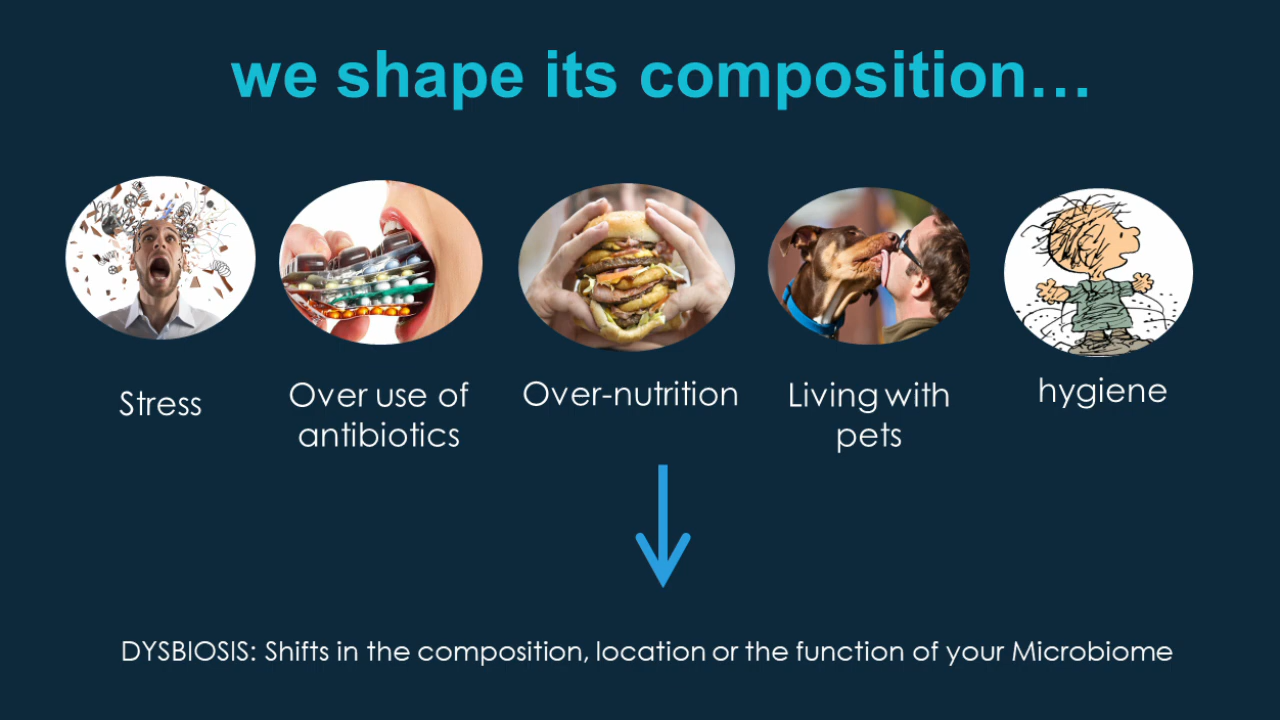 we shape its composition…
Stress
Over use of
antibiotics
Over-nutrition
Living with
pets
hygiene
DYSBIOSIS: Shifts in the composition, location or the function of your Microbiome